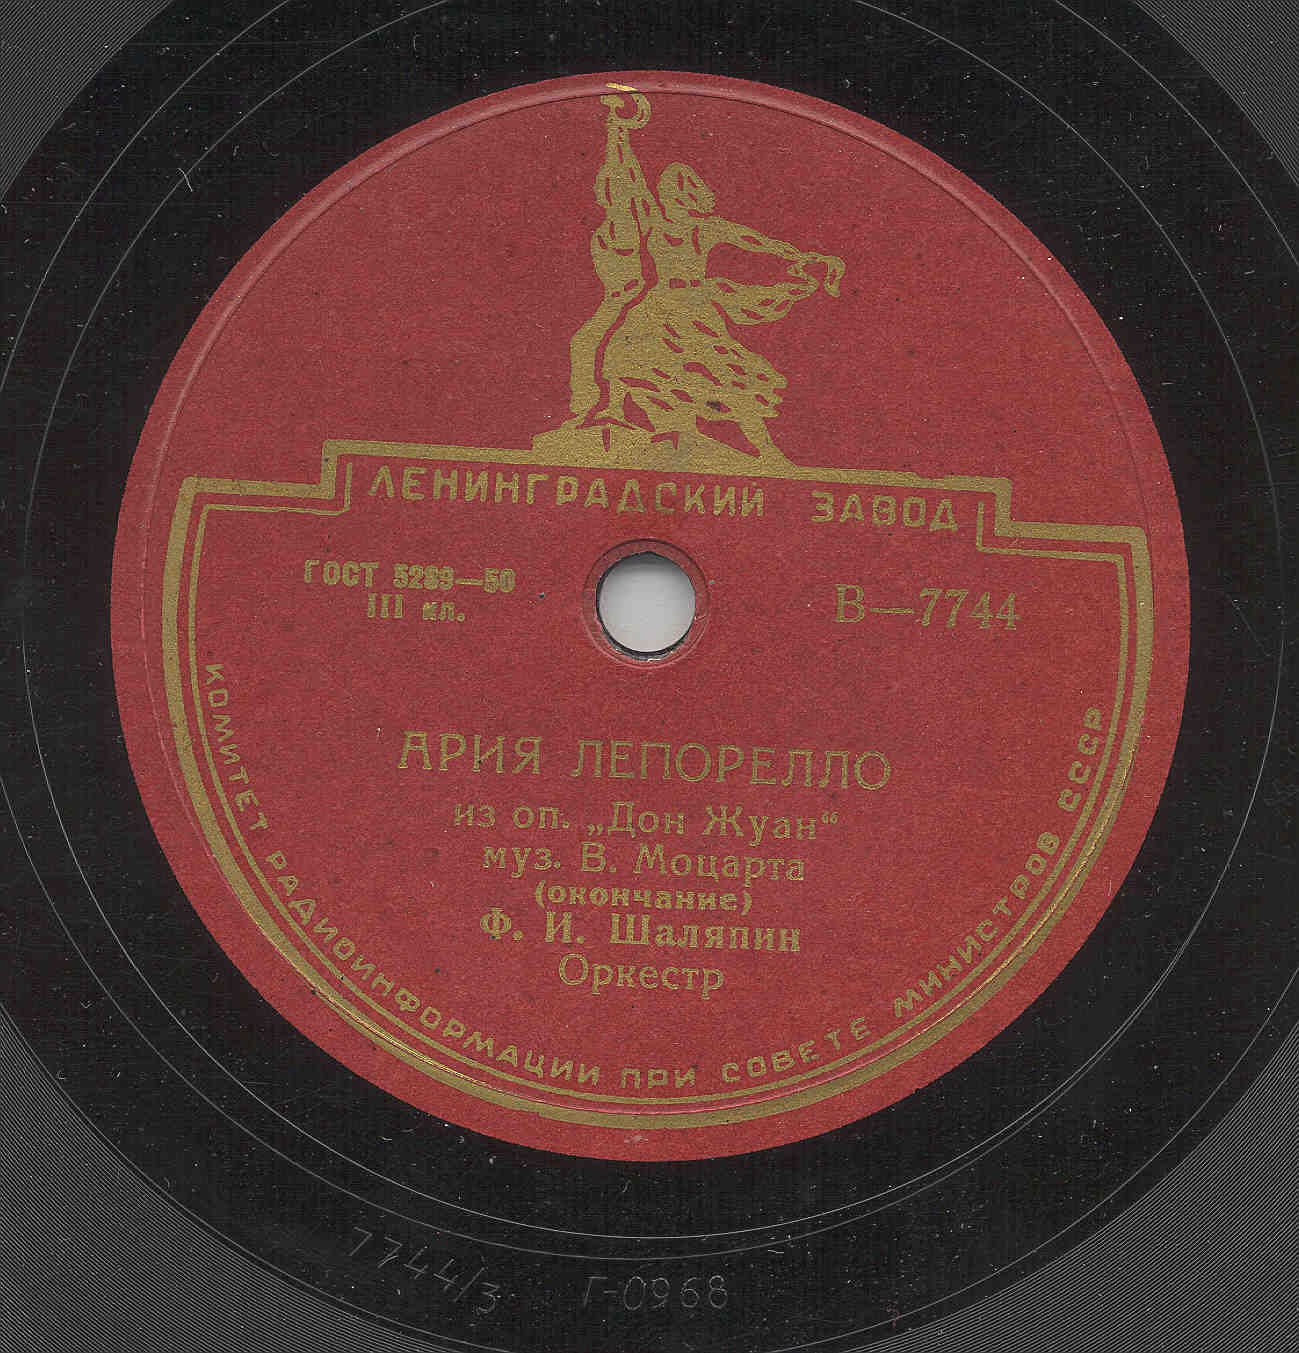 ЛЕНИНГРАДСКИЙ ЗАВОД
ГОСТ 5289—50
III кл.
В—7744
АРИЯ ЛЕПОРЕЛЛО
из оп. „Дон Жуан“
муз. В. Моцарта
(окончание)
Ф. И. Шаляпин
Оркестр
КОМИТЕТ РАДИОИНФОРМАЦИИ ПРИ СОВЕТЕ МИНИСТРОВ СССР
7744/3
Г-0968